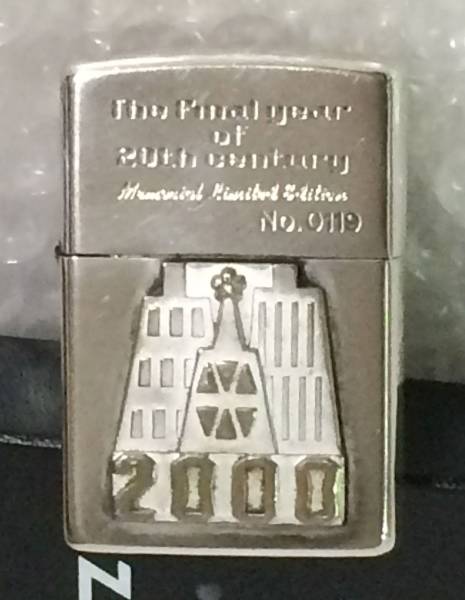 The Final year
of
20th century
Memorial Limited Edition
No.0119
2000
Z